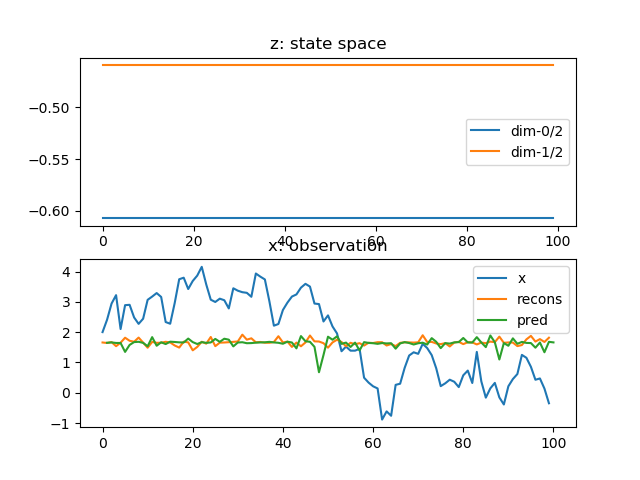 z: state space
−0.50
−0.55
−0.60
dim-0/2
dim-1/2
0 20 40 60 80 100
x: observation
4
3
2
1
0
−1
x
recons
pred
0 20 40 60 80 100